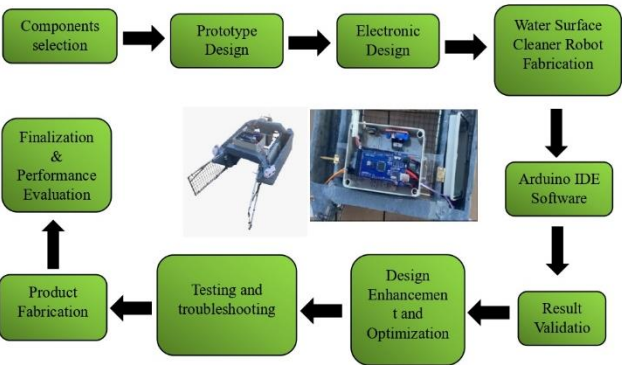 Components
selection
Prototype
Design
Electronic
Design
Water Surface
Cleaner Robot
Fabrication
Arduino IDE
Software
Result
Validatio
Design
Enhancemen
t and
Optimization
Testing and
troubleshooting
Product
Fabrication
Finalization
&
Performance
Evaluation